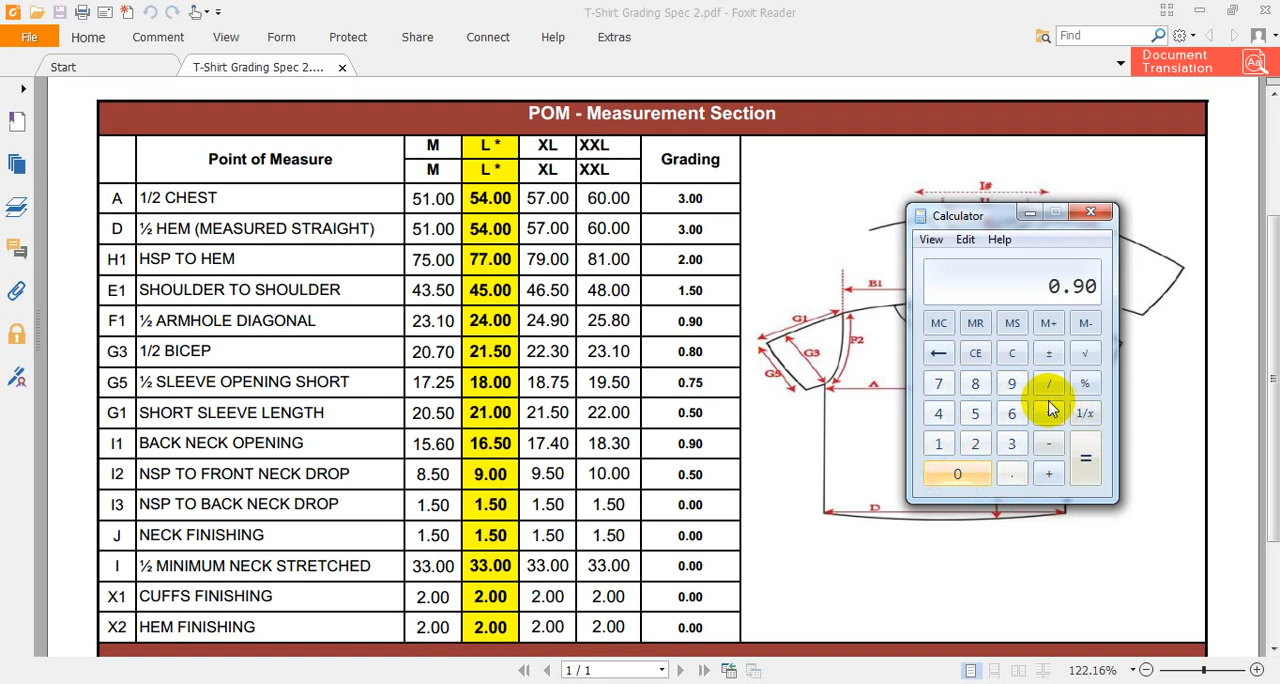 T-Shirt Grading Spec 2.pdf - Foxit Reader
File Home Comment View Form Protect Share Connect Help Extras Find
Start T-Shirt Grading Spec 2.... Document Translation
POM - Measurement Section
Point of Measure M L * XL XXL Grading
M L * XL XXL
A 1/2 CHEST 51.00 54.00 57.00 60.00 3.00
D ½ HEM (MEASURED STRAIGHT) 51.00 54.00 57.00 60.00 3.00
H1 HSP TO HEM 75.00 77.00 79.00 81.00 2.00
E1 SHOULDER TO SHOULDER 43.50 45.00 46.50 48.00 1.50
F1 ½ ARMHOLE DIAGONAL 23.10 24.00 24.90 25.80 0.90
G3 1/2 BICEP 20.70 21.50 22.30 23.10 0.80
G5 ½ SLEEVE OPENING SHORT 17.25 18.00 18.75 19.50 0.75
G1 SHORT SLEEVE LENGTH 20.50 21.00 21.50 22.00 0.50
I1 BACK NECK OPENING 15.60 16.50 17.40 18.30 0.90
I2 NSP TO FRONT NECK DROP 8.50 9.00 9.50 10.00 0.50
I3 NSP TO BACK NECK DROP 1.50 1.50 1.50 1.50 0.00
J NECK FINISHING 1.50 1.50 1.50 1.50 0.00
I ½ MINIMUM NECK STRETCHED 33.00 33.00 33.00 33.00 0.00
X1 CUFFS FINISHING 2.00 2.00 2.00 2.00 0.00
X2 HEM FINISHING 2.00 2.00 2.00 2.00 0.00
I#
B1
G1
F2
G3
G5
A
D
Calculator
View Edit Help
0.90
MC MR MS M+ M-
← CE C ± √
7 8 9 / %
4 5 6 1/x
1 2 3 - =
0 . +
1 / 1 122.16%